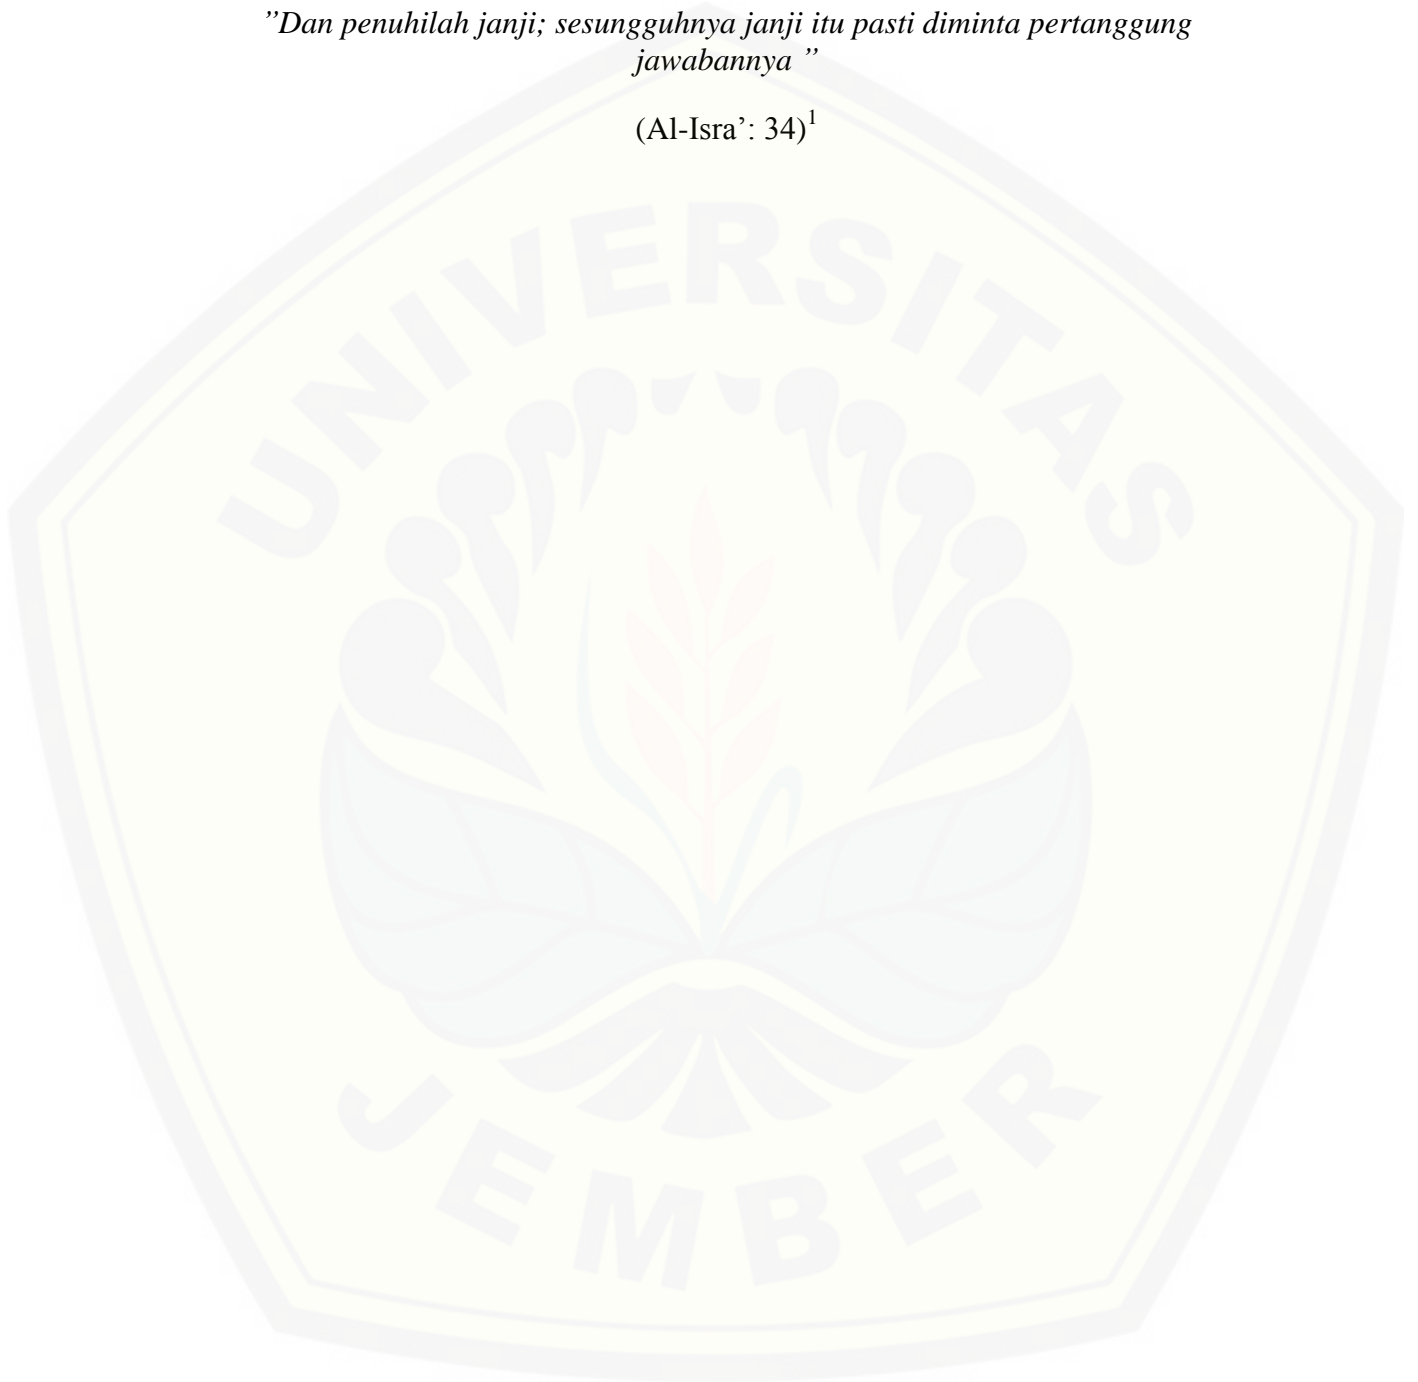 ”Dan penuhilah janji; sesungguhnya janji itu pasti diminta pertanggung
jawabannya ”
(Al-Isra’: 34)1
UNIVERSITAS
JEMBER